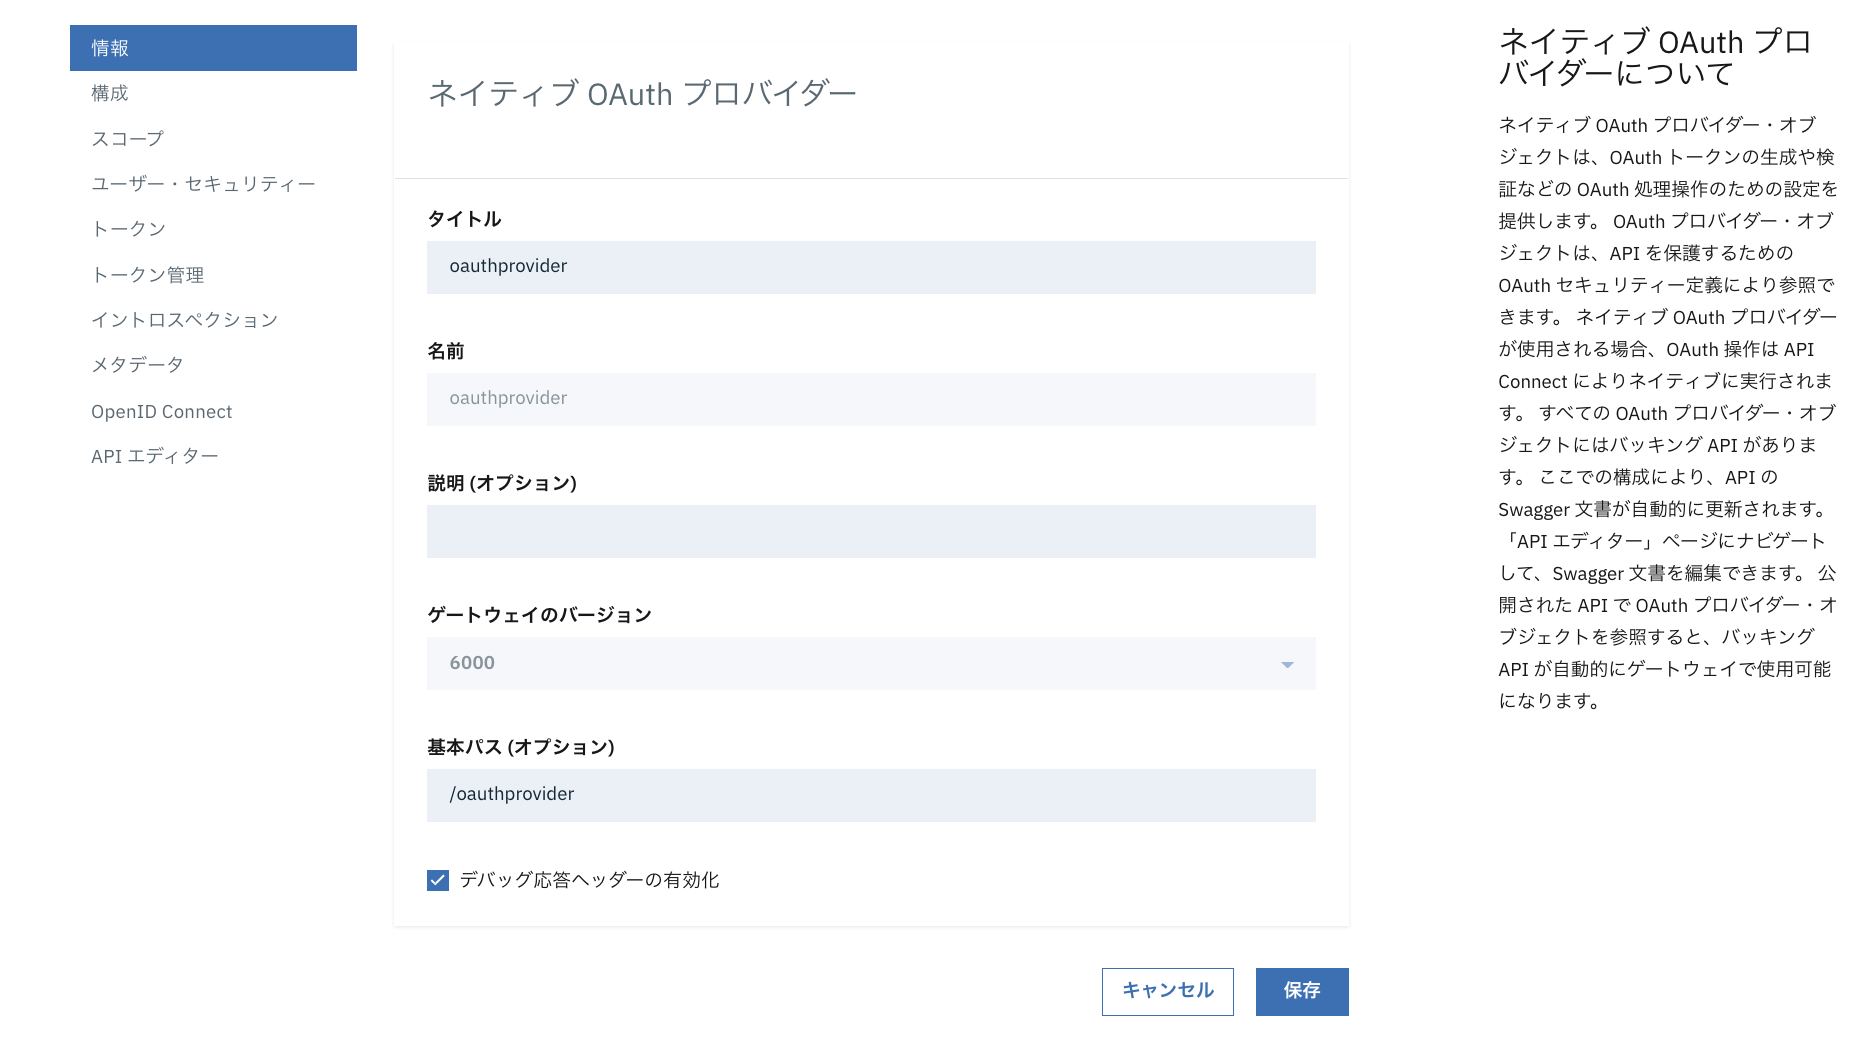 情報
構成
スコープ
ユーザー・セキュリティー
トークン
トークン管理
イントロスペクション
メタデータ
OpenID Connect
API エディター
ネイティブ OAuth プロバイダー
タイトル
oauthprovider
名前
oauthprovider
説明 (オプション)
ゲートウェイのバージョン
6000
基本パス (オプション)
/oauthprovider
デバッグ応答ヘッダーの有効化
キャンセル
保存
ネイティブ OAuth プロ
バイダーについて
ネイティブ OAuth プロバイダー・オブ
ジェクトは、OAuth トークンの生成や検
証などの OAuth 処理操作のための設定を
提供します。 OAuth プロバイダー・オブ
ジェクトは、API を保護するための
OAuth セキュリティー定義により参照で
きます。 ネイティブ OAuth プロバイダー
が使用される場合、OAuth 操作は API
Connect によりネイティブに実行されま
す。 すべての OAuth プロバイダー・オブ
ジェクトにはバッキング API がありま
す。 ここでの構成により、API の
Swagger 文書が自動的に更新されます。
「API エディター」ページにナビゲート
して、Swagger 文書を編集できます。 公
開された API で OAuth プロバイダー・オ
ブジェクトを参照すると、バッキング
API が自動的にゲートウェイで使用可能
になります。